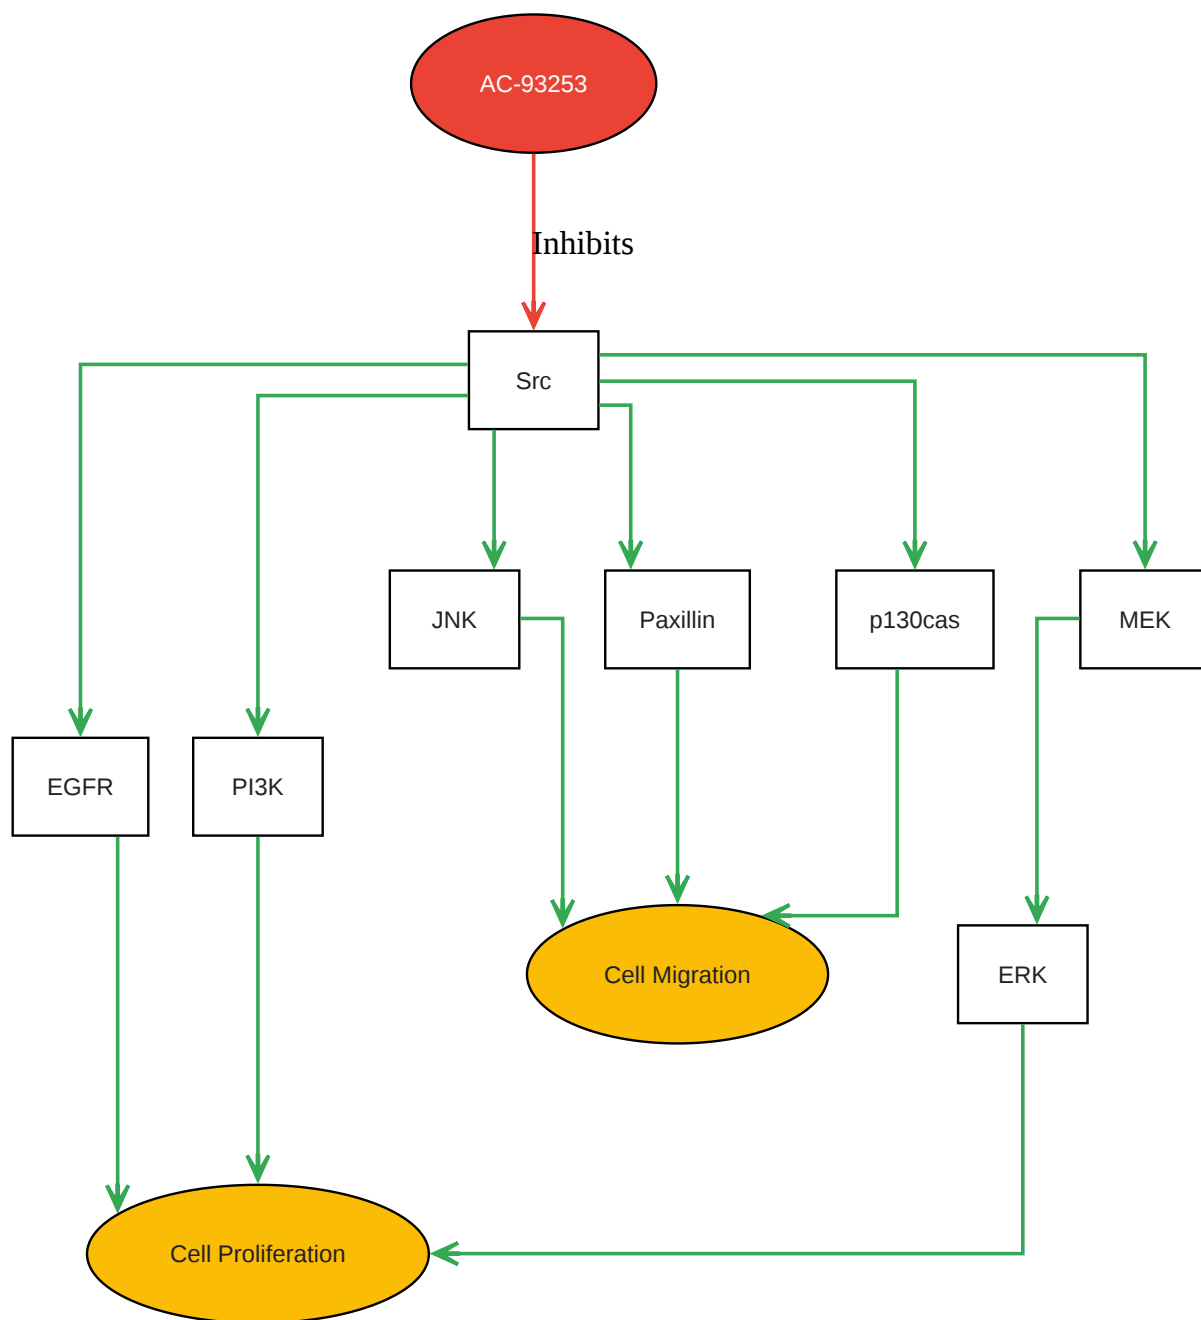 AC-93253
Inhibits
Src
JNK
Paxillin
p130cas
MEK
EGFR
PI3K
Cell Migration
ERK
Cell Proliferation